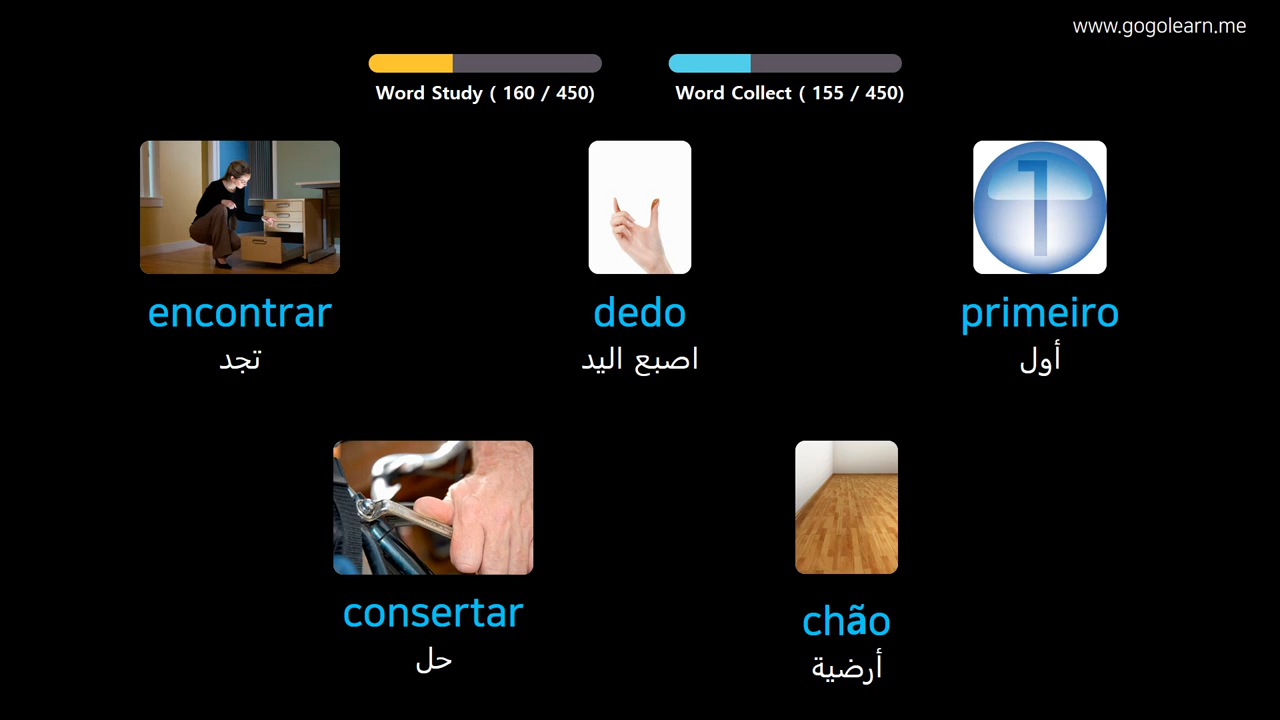 www.gogolearn.me
Word Study ( 160 / 450)
Word Collect ( 155 / 450)
encontrar
تجد
dedo
اصبع اليد
primeiro
أول
1
consertar
حل
chão
أرضية